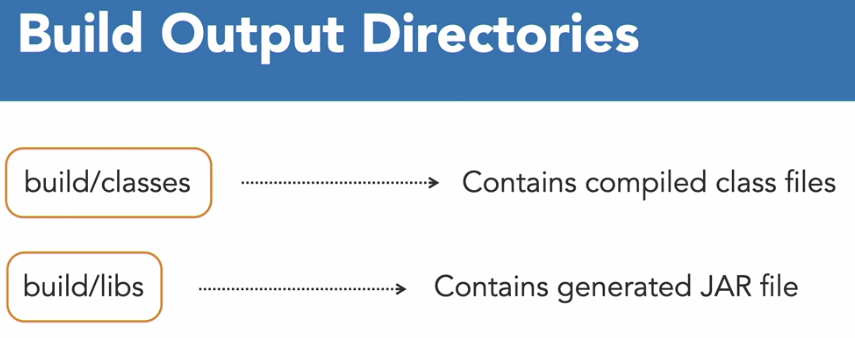 Build Output Directories
build/classes
Contains compiled class files
build/libs
Contains generated JAR file